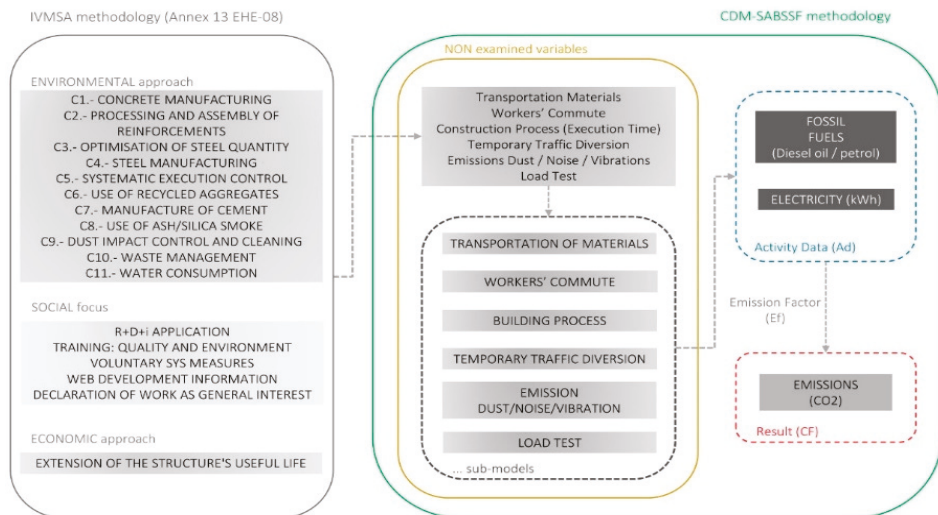 IVMSA methodology (Annex 13 EHE-08)
ENVIRONMENTAL approach
C1.- CONCRETE MANUFACTURING
C2.- PROCESSING AND ASSEMBLY OF
REINFORCEMENTS
C3.- OPTIMISATION OF STEEL QUANTITY
C4.- STEEL MANUFACTURING
C5.- SYSTEMATIC EXECUTION CONTROL
C6.- USE OF RECYCLED AGGREGATES
C7.- MANUFACTURE OF CEMENT
C8.- USE OF ASH/SILICA SMOKE
C9.- DUST IMPACT CONTROL AND CLEANING
C10.- WASTE MANAGEMENT
C11.- WATER CONSUMPTION
SOCIAL focus
R+D+i APPLICATION
TRAINING: QUALITY AND ENVIRONMENT
VOLUNTARY SYS MEASURES
WEB DEVELOPMENT INFORMATION
DECLARATION OF WORK AS GENERAL INTEREST
ECONOMIC approach
EXTENSION OF THE STRUCTURE'S USEFUL LIFE
CDM-SABSSF methodology
NON examined variables
Transportation Materials
Workers' Commute
Construction Process (Execution Time)
Temporary Traffic Diversion
Emissions Dust / Noise / Vibrations
Load Test
TRANSPORTATION OF MATERIALS
WORKERS' COMMUTE
BUILDING PROCESS
TEMPORARY TRAFFIC DIVERSION
EMISSION
DUST/NOISE/VIBRATION
LOAD TEST
... sub-models
FOSSIL
FUELS
(Diesel oil / petrol)
ELECTRICITY (kWh)
Activity Data (Ad)
Emission Factor
(Ef)
EMISSIONS
(CO2)
Result (CF)